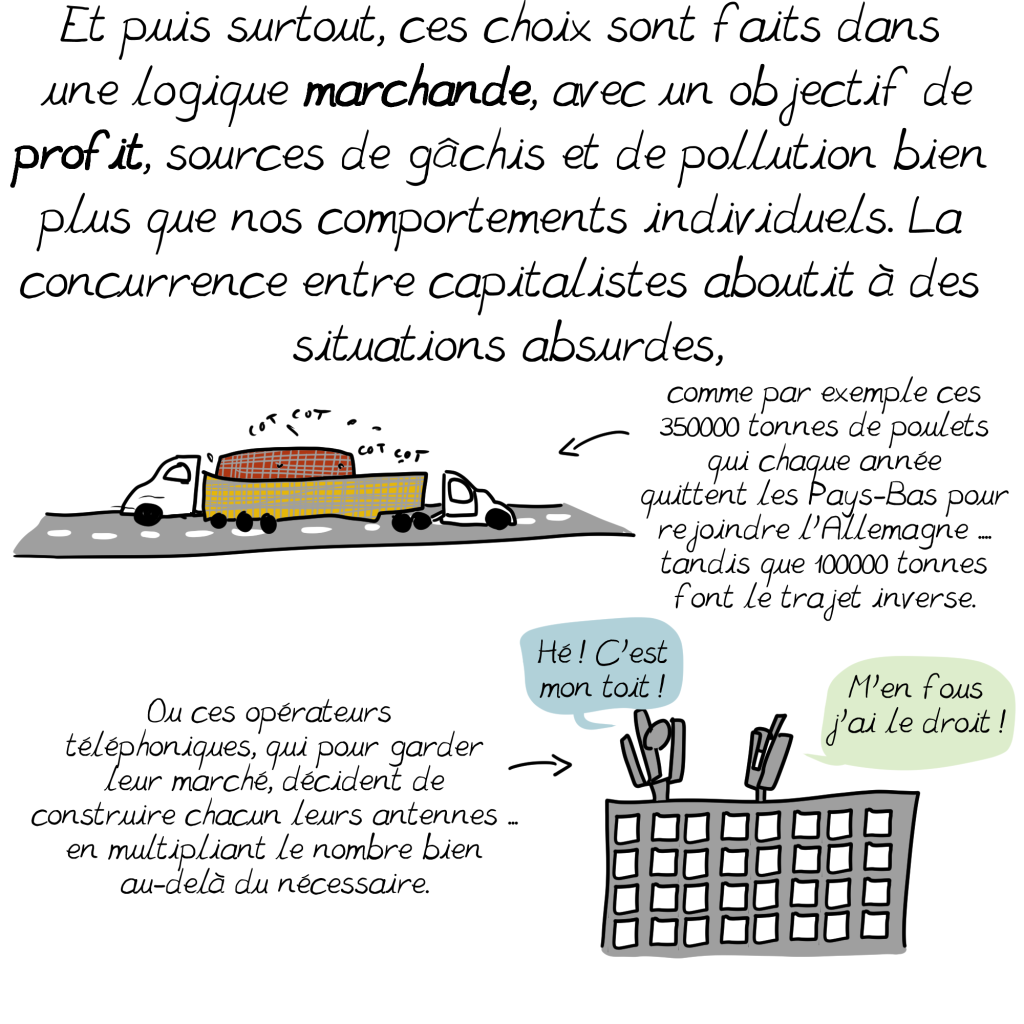 Et puis surtout, ces choix sont faits dans
une logique marchande, avec un objectif de
profit, sources de gâchis et de pollution bien
plus que nos comportements individuels. La
concurrence entre capitalistes aboutit à des
situations absurdes,
comme par exemple ces
350000 tonnes de poulets
qui chaque année
quittent les Pays-Bas pour
rejoindre l'Allemagne ....
tandis que 100000 tonnes
font le trajet inverse.
COT COT
COT COT
Hé ! C'est
mon toit !
M'en fous
j'ai le droit !
Ou ces opérateurs
téléphoniques, qui pour garder
leur marché, décident de
construire chacun leurs antennes ...
en multipliant le nombre bien
au-delà du nécessaire.